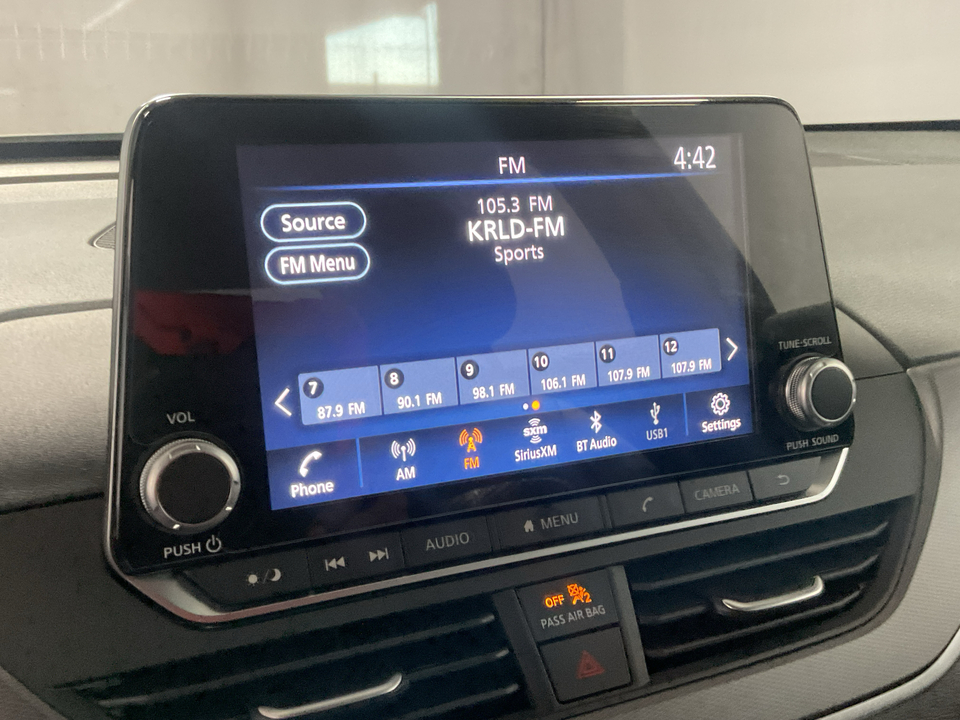 FM
4:42
Source
105.3 FM
KRLD-FM
FM Menu
Sports
7
87.9 FM
8
90.1 FM
9
98.1 FM
10
106.1 FM
11
107.9 FM
12
107.9 FM
Phone
AM
FM
sxm
SiriusXM
BT Audio
USB1
Settings
VOL
PUSH
TUNE·SCROLL
PUSH SOUND
AUDIO
MENU
CAMERA
OFF 2
PASS AIR BAG